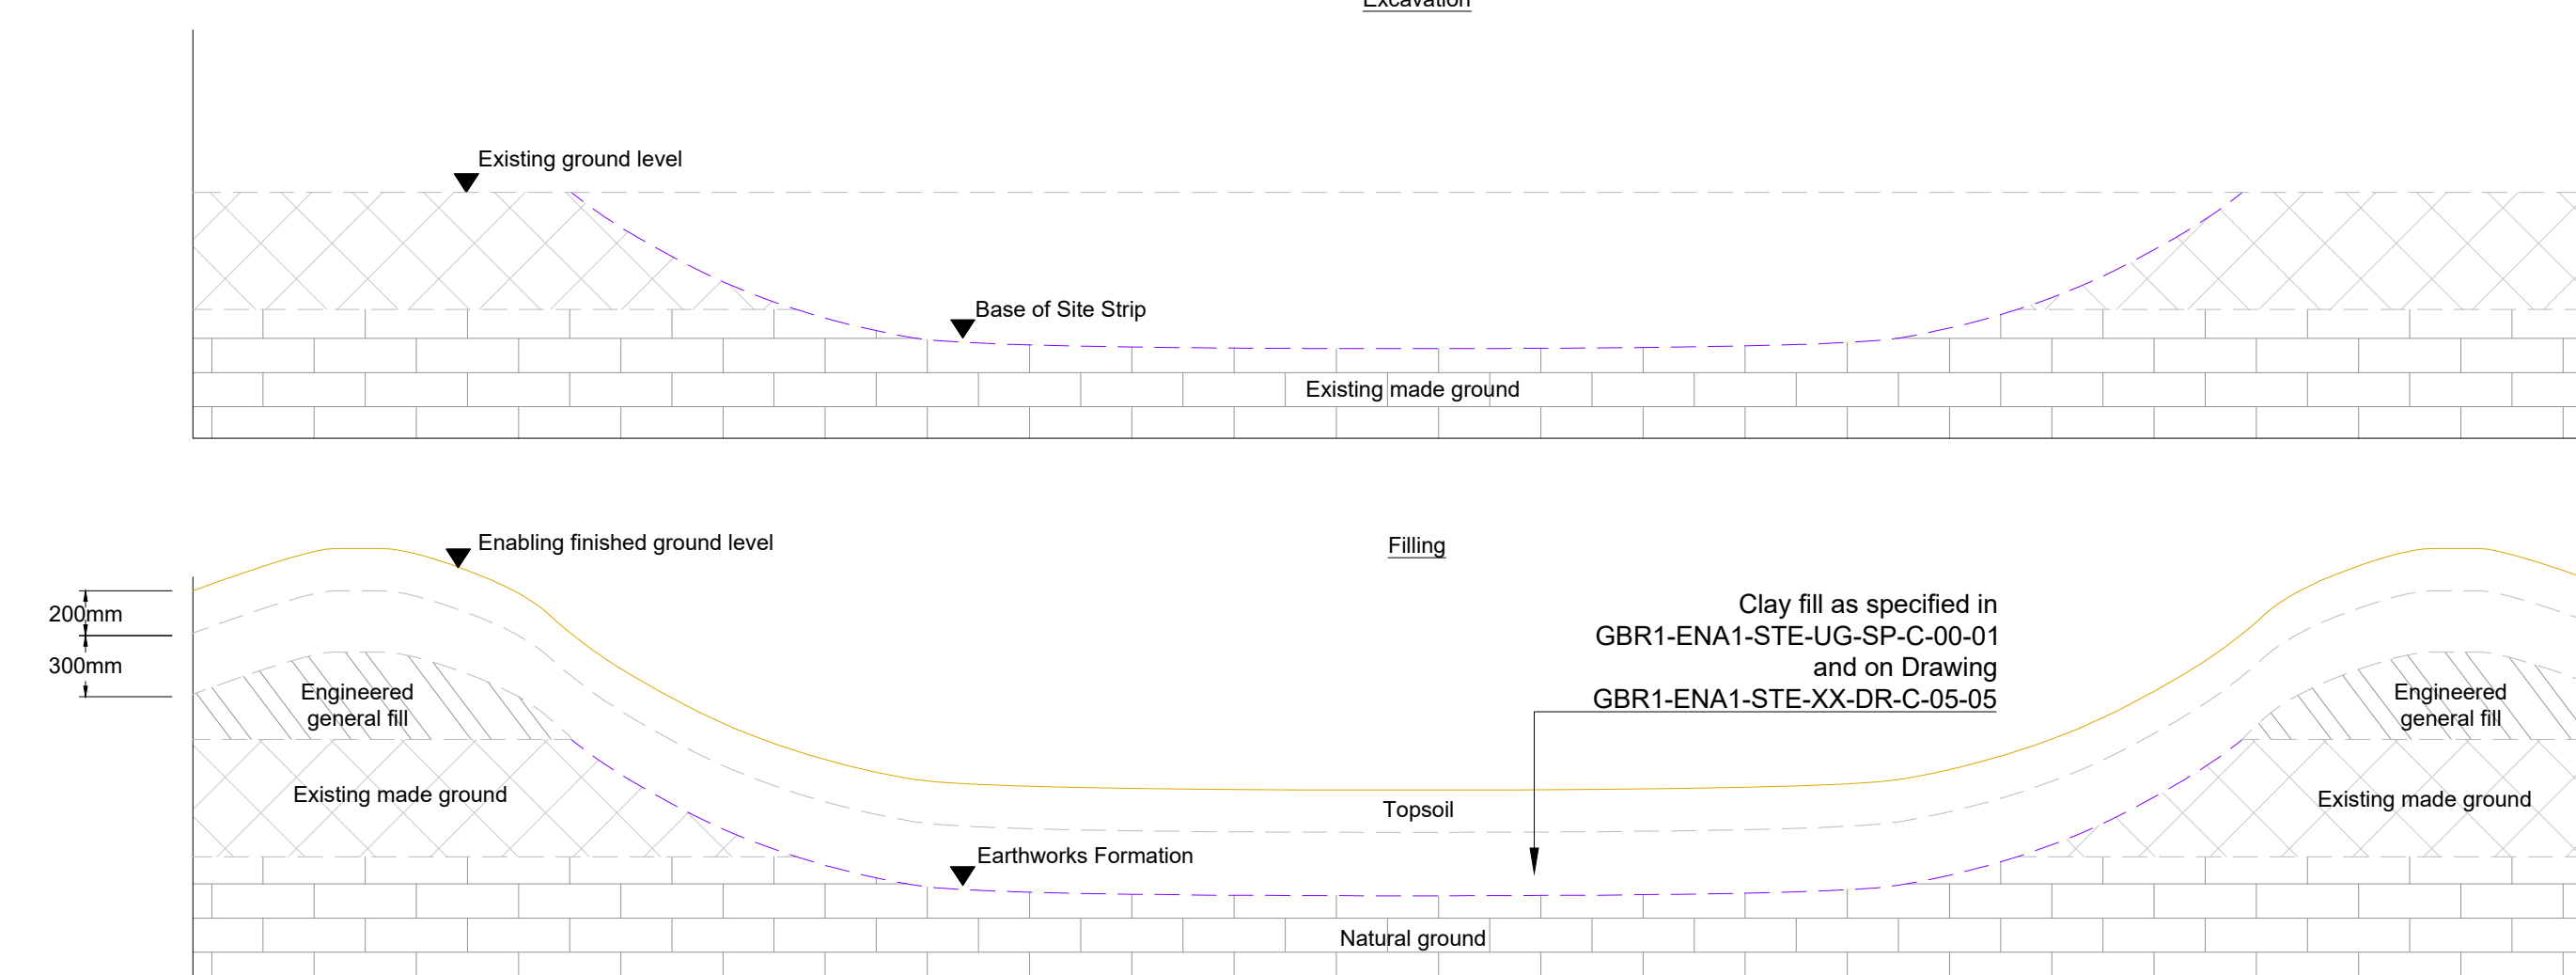 Excavation
Existing ground level
Base of Site Strip
Existing made ground
Enabling finished ground level
Filling
200mm
300mm
Clay fill as specified in
GBR1-ENA1-STE-UG-SP-C-00-01
and on Drawing
GBR1-ENA1-STE-XX-DR-C-05-05
Engineered
general fill
Engineered
general fill
Existing made ground
Existing made ground
Topsoil
Earthworks Formation
Natural ground